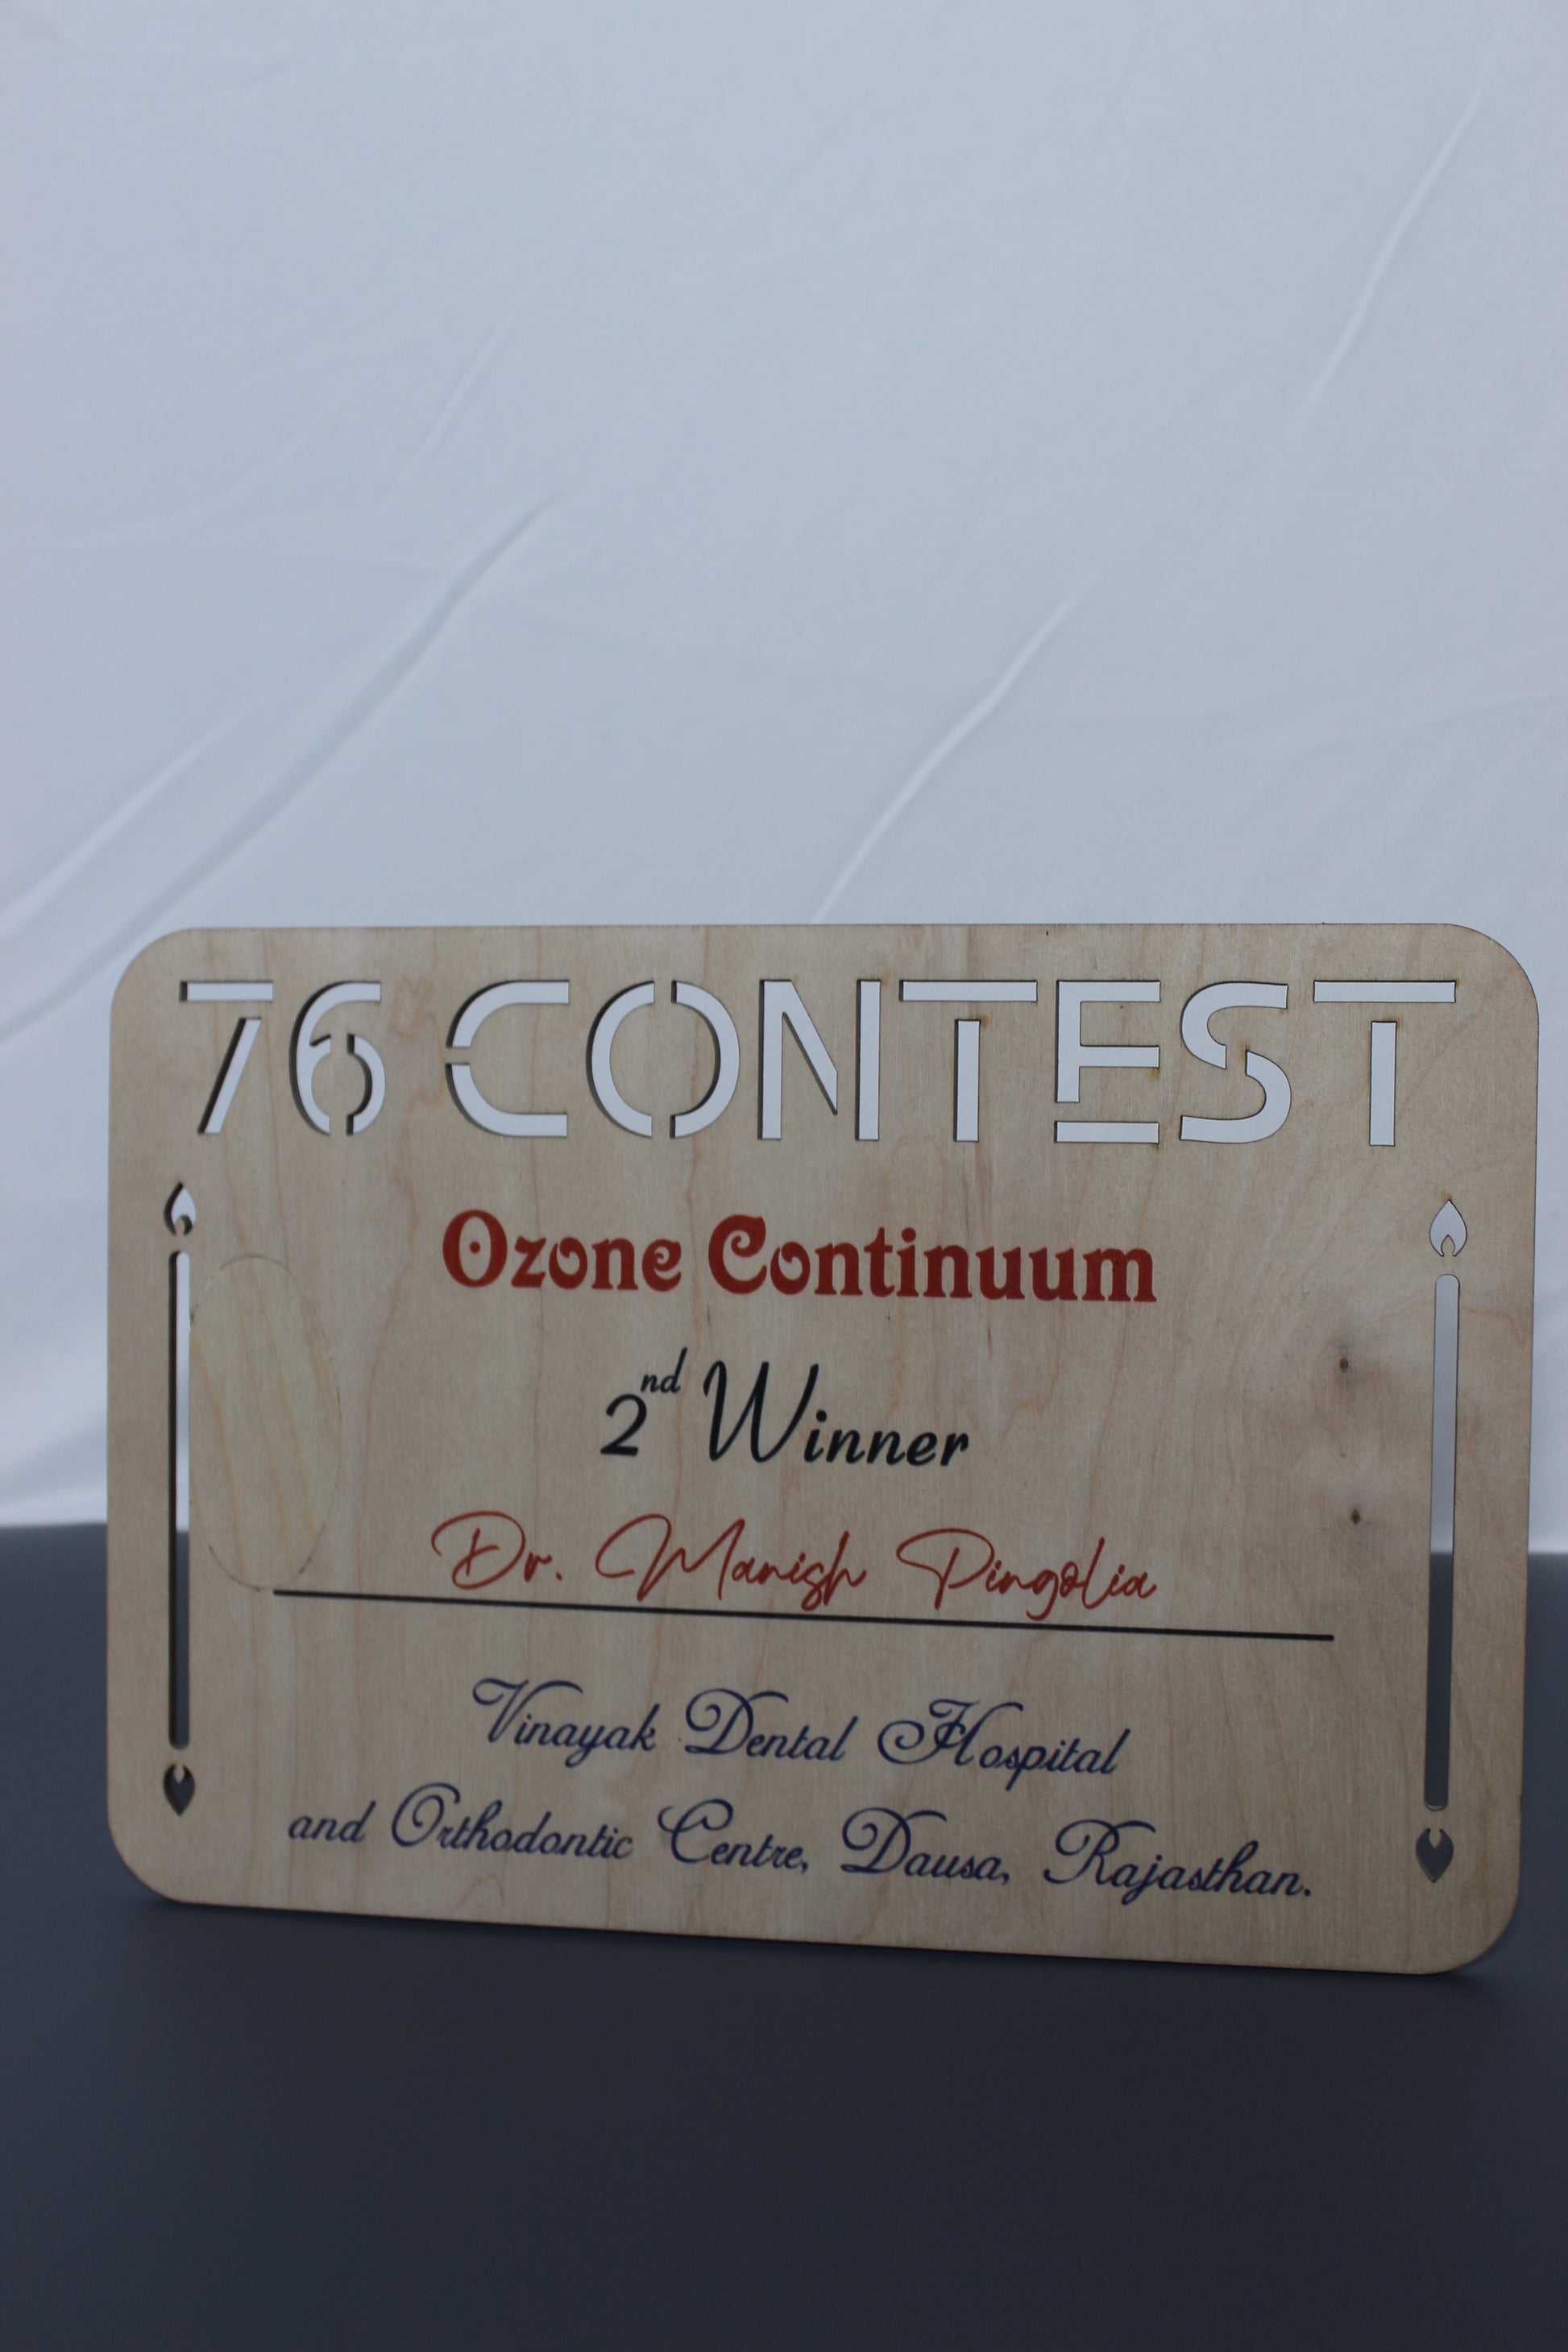 76 CONTEST
Ozone Continuum
2nd Winner
Dr. Manish Pingolia
Vinayak Dental Hospital
and Orthodontic Centre, Dausa, Rajasthan.